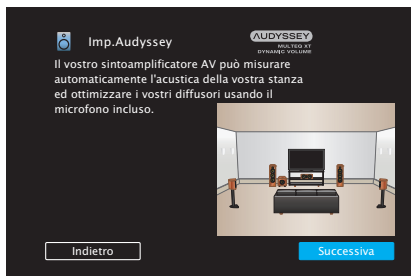 Imp.Audyssey
AUDYSSEY
MULTEQ XT
DYNAMIC VOLUME
Il vostro sintoamplificatore AV può misurare
automaticamente l'acustica della vostra stanza
ed ottimizzare i vostri diffusori usando il
microfono incluso.
Indietro
Successiva